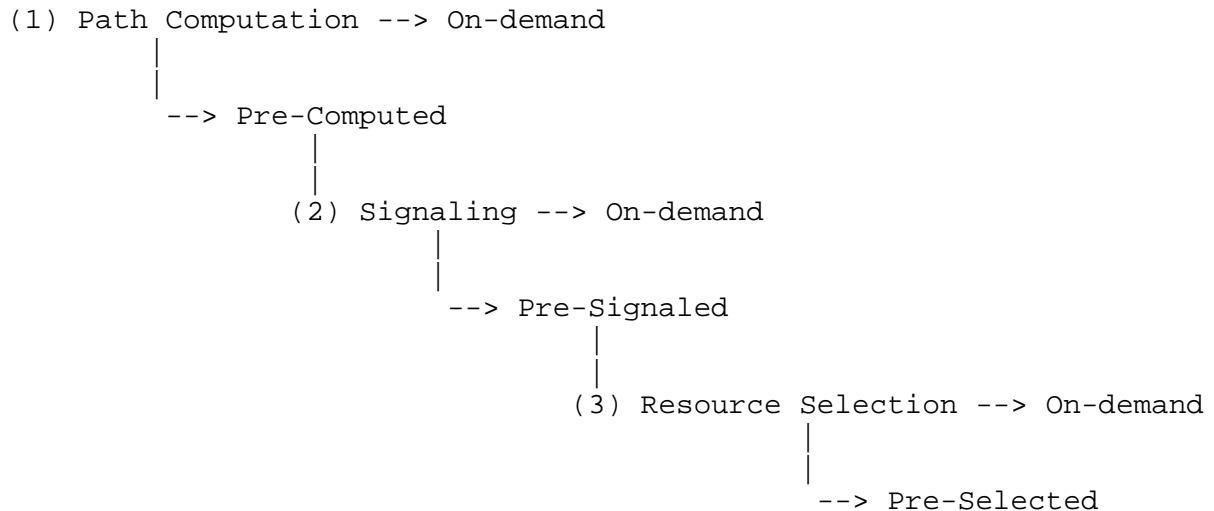 (1) Path Computation --> On-demand
--> Pre-Computed
(2) Signaling --> On-demand
--> Pre-Signaled
(3) Resource Selection --> On-demand
--> Pre-Selected